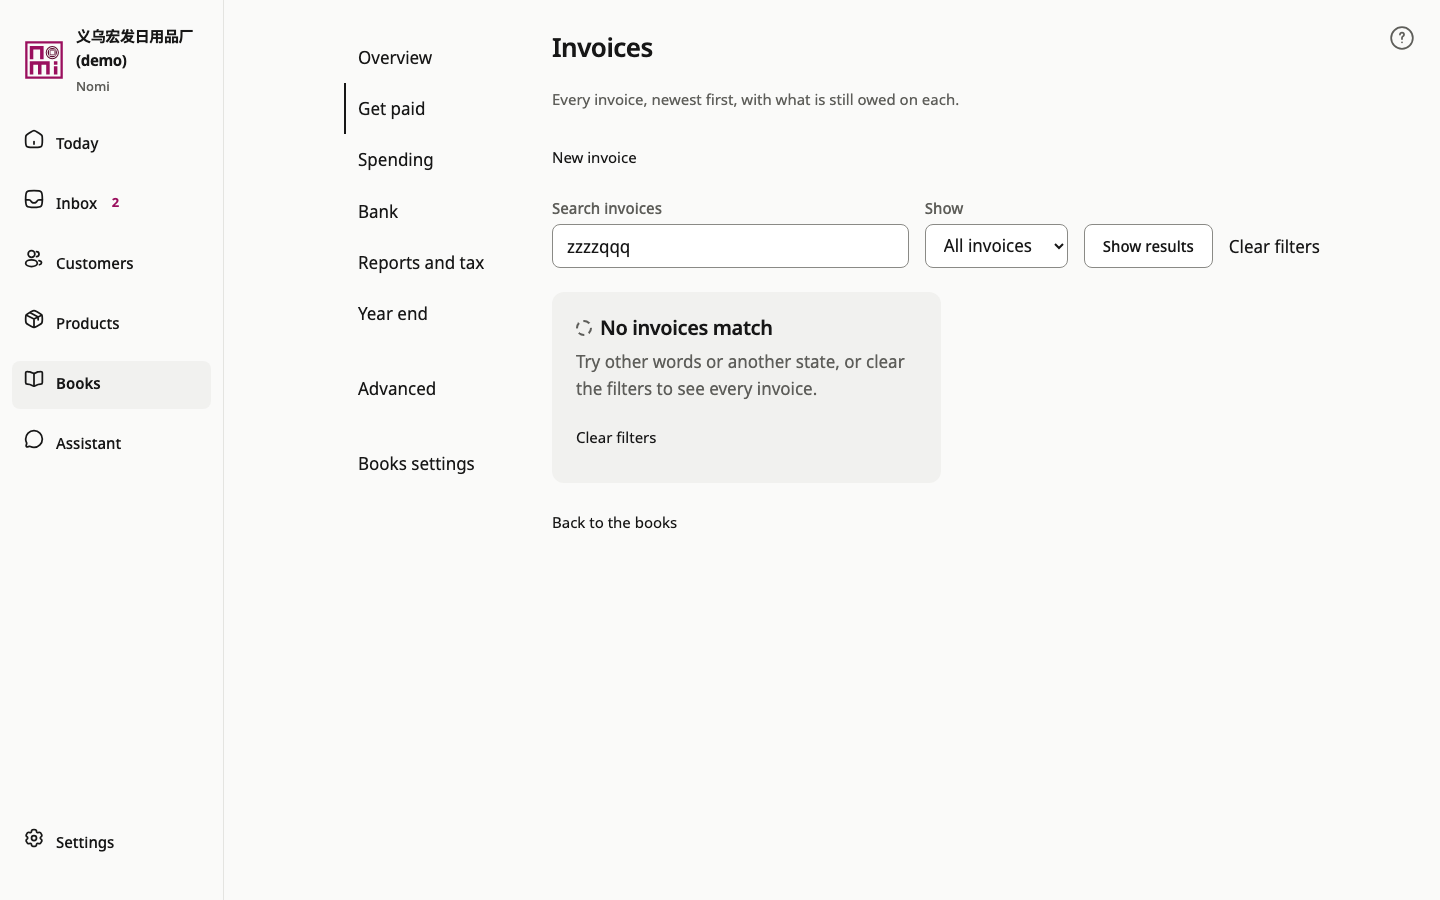 义乌宏发日用品厂
(demo)
Nomi
Today
Inbox 2
Customers
Products
Books
Assistant
Settings
Overview
Get paid
Spending
Bank
Reports and tax
Year end
Advanced
Books settings
Invoices
Every invoice, newest first, with what is still owed on each.
New invoice
Search invoices
Show
zzzzqqq
All invoices
Show results
Clear filters
No invoices match
Try other words or another state, or clear
the filters to see every invoice.
Clear filters
Back to the books
nomi
?